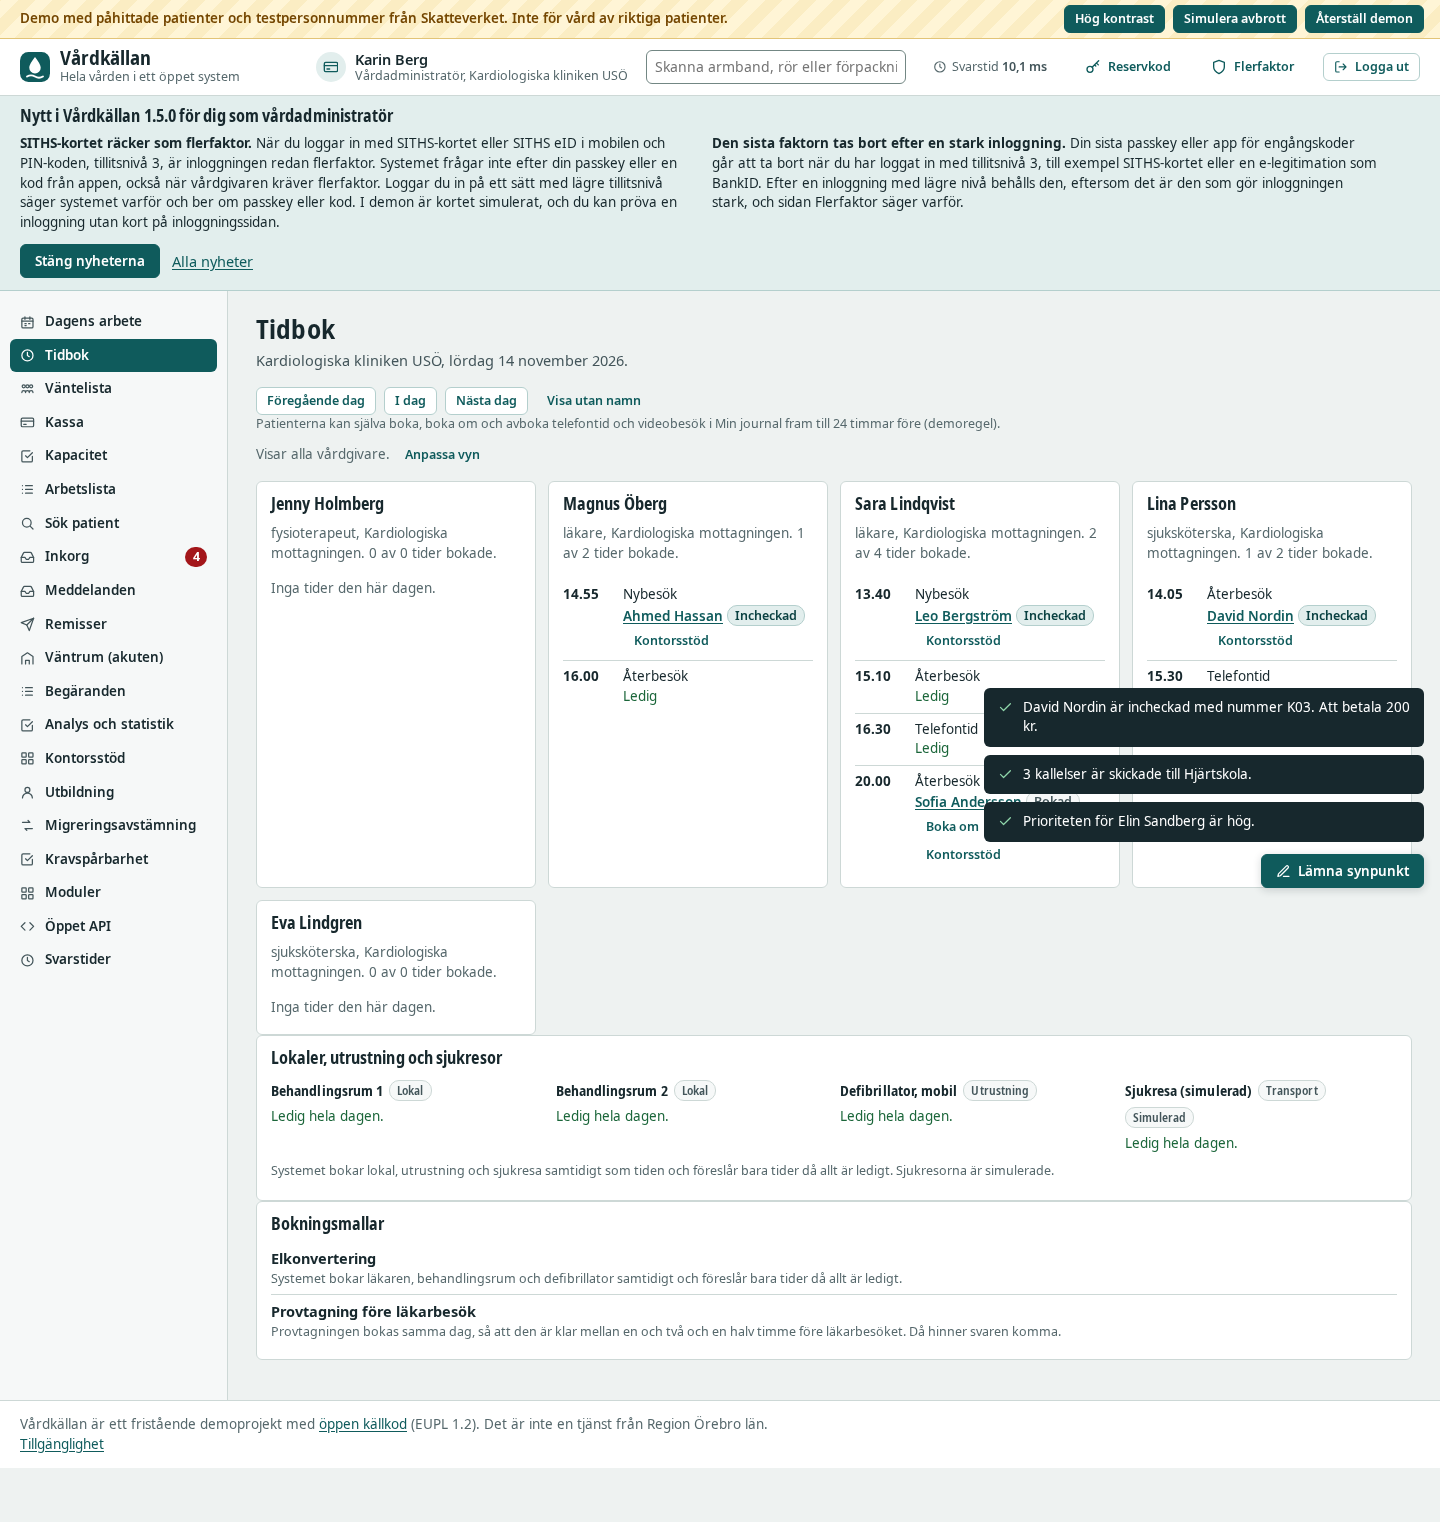 Demo med påhittade patienter och testpersonnummer från Skatteverket. Inte för vård av riktiga patienter.
Hög kontrast
Simulera avbrott
Återställ demon
Vårdkällan
Hela vården i ett öppet system
Karin Berg
Vårdadministratör, Kardiologiska kliniken USÖ
Skanna armband, rör eller förpackni
Svarstid 10,1 ms
Reservkod
Flerfaktor
Logga ut
Nytt i Vårdkällan 1.5.0 för dig som vårdadministratör
SITHS-kortet räcker som flerfaktor. När du loggar in med SITHS-kortet eller SITHS eID i mobilen och
PIN-koden, tillitsnivå 3, är inloggningen redan flerfaktor. Systemet frågar inte efter din passkey eller en
kod från appen, också när vårdgivaren kräver flerfaktor. Loggar du in på ett sätt med lägre tillitsnivå
säger systemet varför och ber om passkey eller kod. I demon är kortet simulerat, och du kan pröva en
inloggning utan kort på inloggningssidan.
Den sista faktorn tas bort efter en stark inloggning. Din sista passkey eller app för engångskoder
går att ta bort när du har loggat in med tillitsnivå 3, till exempel SITHS-kortet eller en e-legitimation som
BankID. Efter en inloggning med lägre nivå behålls den, eftersom det är den som gör inloggningen
stark, och sidan Flerfaktor säger varför.
Stäng nyheterna
Alla nyheter
Dagens arbete
Tidbok
Väntelista
Kassa
Kapacitet
Arbetslista
Sök patient
Inkorg
4
Meddelanden
Remisser
Väntrum (akuten)
Begäranden
Analys och statistik
Kontorsstöd
Utbildning
Migreringsavstämning
Kravspårbarhet
Moduler
Öppet API
Svarstider
Tidbok
Kardiologiska kliniken USÖ, lördag 14 november 2026.
Föregående dag
I dag
Nästa dag
Visa utan namn
Patienterna kan själva boka, boka om och avboka telefontid och videobesök i Min journal fram till 24 timmar före (demoregel).
Visar alla vårdgivare.
Anpassa vyn
Jenny Holmberg
fysioterapeut, Kardiologiska
mottagningen. 0 av 0 tider bokade.
Inga tider den här dagen.
Magnus Öberg
läkare, Kardiologiska mottagningen. 1
av 2 tider bokade.
14.55
Nybesök
Ahmed Hassan
Incheckad
Kontorsstöd
16.00
Återbesök
Ledig
Sara Lindqvist
läkare, Kardiologiska mottagningen. 2
av 4 tider bokade.
13.40
Nybesök
Leo Bergström
Incheckad
Kontorsstöd
15.10
Återbesök
Ledig
16.30
Telefontid
Ledig
20.00
Återbesök
Sofia Andersson
Bokad
Boka om
Kontorsstöd
Lina Persson
sjuksköterska, Kardiologiska
mottagningen. 1 av 2 tider bokade.
14.05
Återbesök
David Nordin
Incheckad
Kontorsstöd
15.30
Telefontid
David Nordin är incheckad med nummer K03. Att betala 200
kr.
3 kallelser är skickade till Hjärtskola.
Prioriteten för Elin Sandberg är hög.
Lämna synpunkt
Eva Lindgren
sjuksköterska, Kardiologiska
mottagningen. 0 av 0 tider bokade.
Inga tider den här dagen.
Lokaler, utrustning och sjukresor
Behandlingsrum 1
Lokal
Ledig hela dagen.
Behandlingsrum 2
Lokal
Ledig hela dagen.
Defibrillator, mobil
Utrustning
Ledig hela dagen.
Sjukresa (simulerad)
Transport
Simulerad
Ledig hela dagen.
Systemet bokar lokal, utrustning och sjukresa samtidigt som tiden och föreslår bara tider då allt är ledigt. Sjukresorna är simulerade.
Bokningsmallar
Elkonvertering
Systemet bokar läkaren, behandlingsrum och defibrillator samtidigt och föreslår bara tider då allt är ledigt.
Provtagning före läkarbesök
Provtagningen bokas samma dag, så att den är klar mellan en och två och en halv timme före läkarbesöket. Då hinner svaren komma.
Vårdkällan är ett fristående demoprojekt med öppen källkod (EUPL 1.2). Det är inte en tjänst från Region Örebro län.
Tillgänglighet